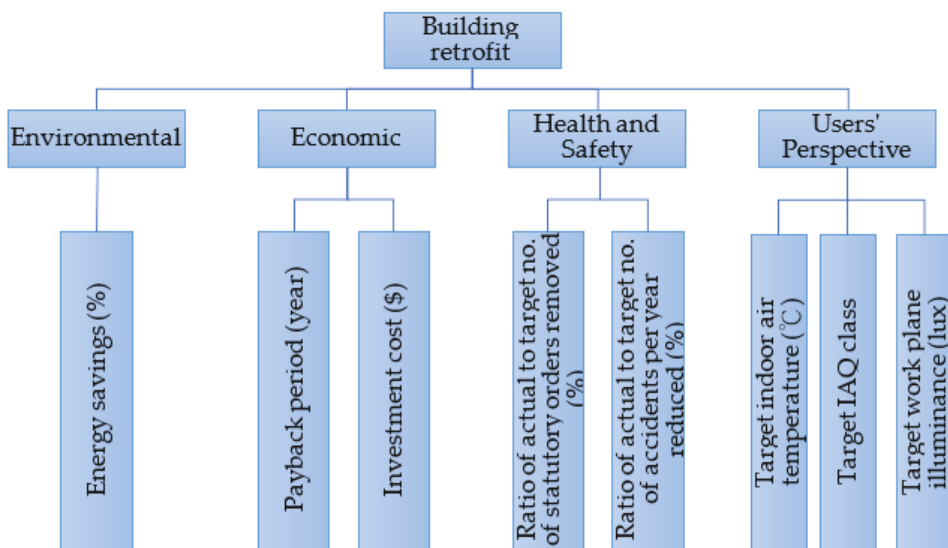 Building
retrofit
Environmental
Economic
Health and
Safety
Users'
Perspective
Energy savings (%)
Payback period (year)
Investment cost ($)
Ratio of actual to target no.
of statutory orders removed
(%)
Ratio of actual to target no.
of accidents per year
reduced (%)
Target indoor air
temperature (℃)
Target IAQ class
Target work plane
illuminance (lux)